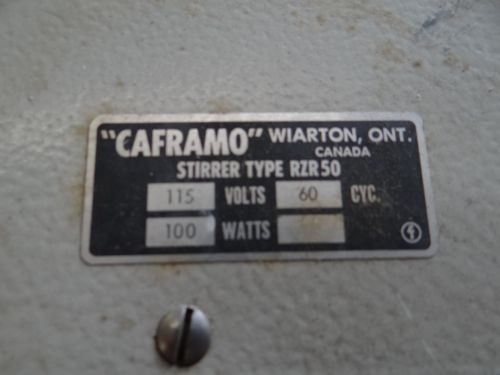 "CAFRAMO" WIARTON, ONT.
CANADA
STIRRER TYPE RZR50
115 VOLTS 60 CYC.
100 WATTS